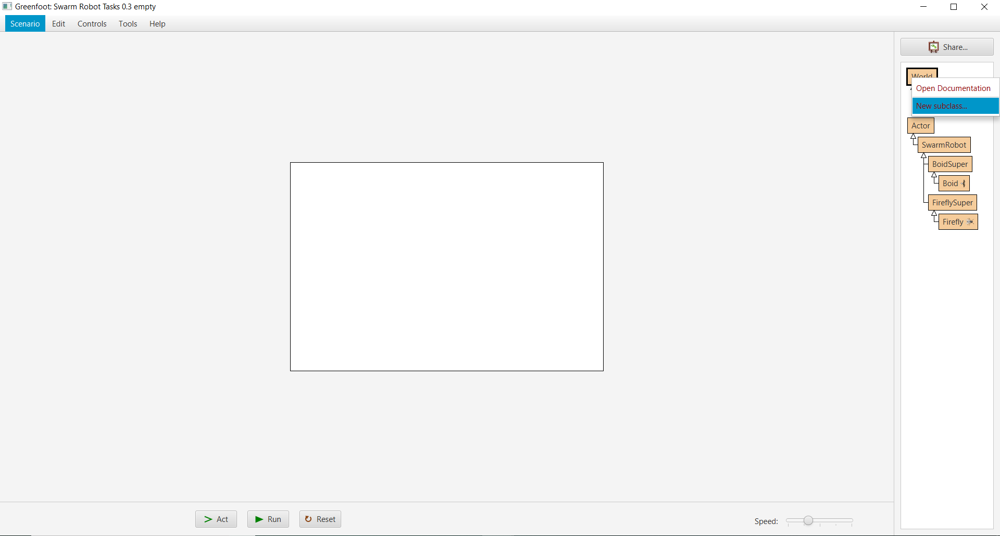 Greenfoot: Swarm Robot Tasks 0.3 empty
Scenario Edit Controls Tools Help
Share...
World
Open Documentation
New subclass...
Actor
SwarmRobot
BoidSuper
Boid
FireflySuper
Firefly
Act Run Reset Speed: